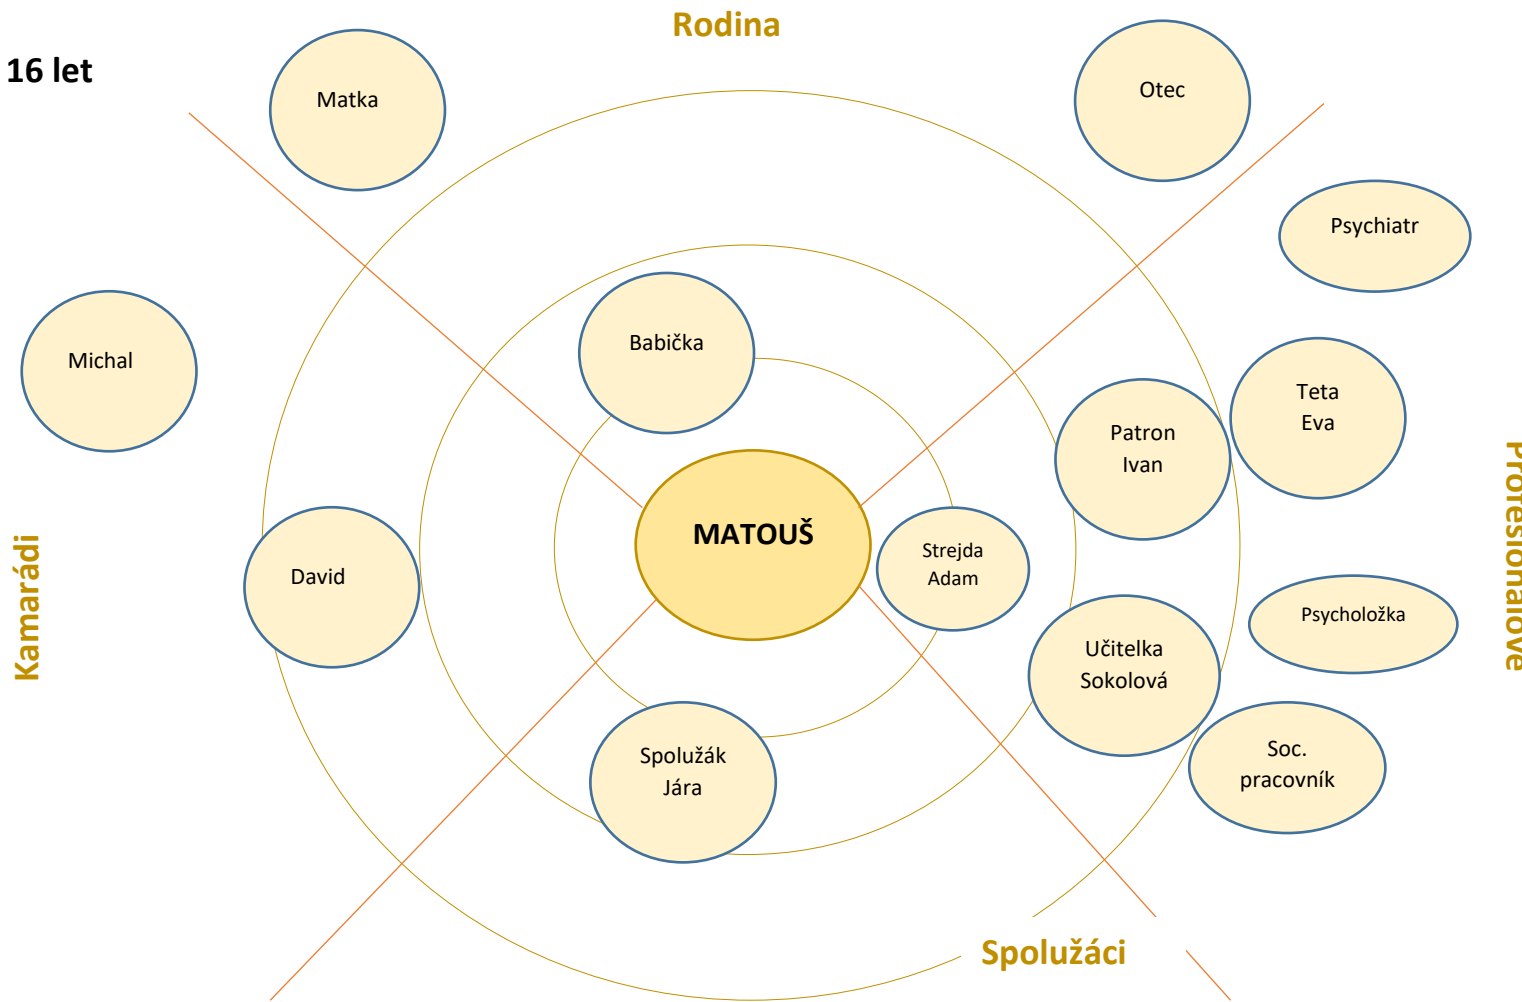 Rodina
16 let
Matka
Otec
Psychiatr
Michal
Babička
Teta
Eva
Patron
Ivan
MATOUŠ
Strejda
Adam
David
Kamarádi
Profesionálové
Psycholožka
Učitelka
Sokolová
Spolužák
Jára
Soc.
pracovník
Spolužáci